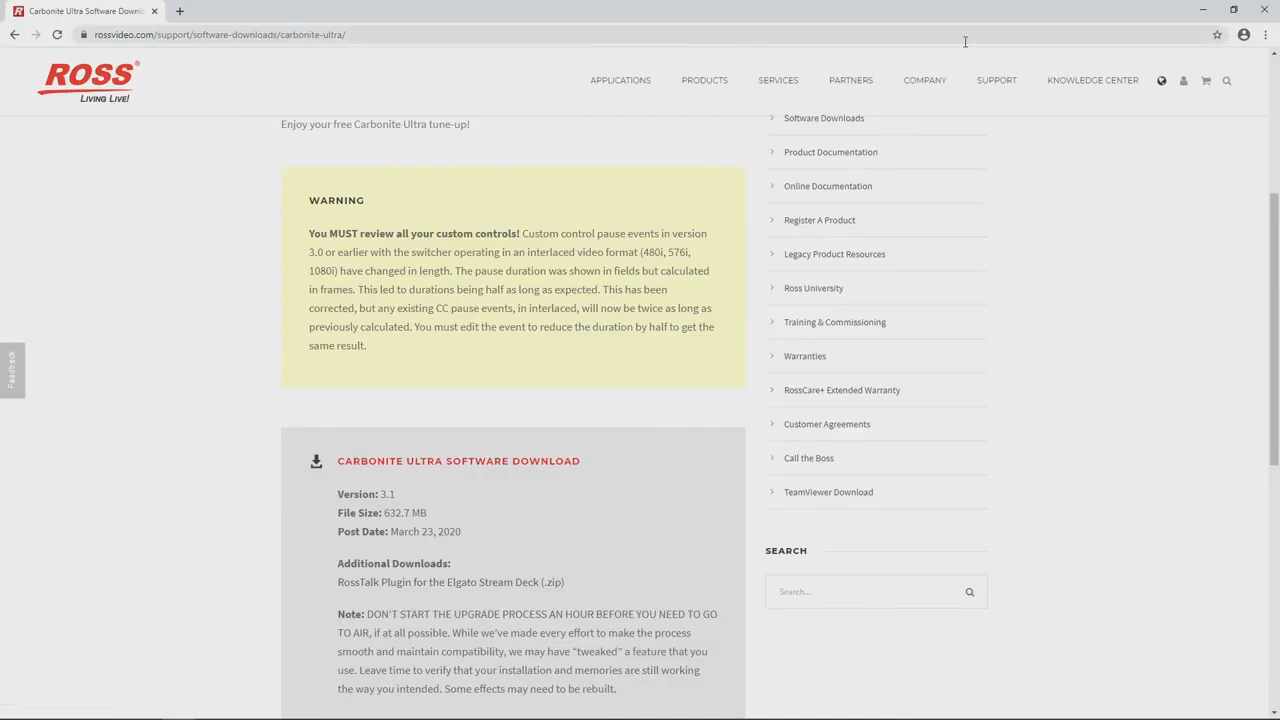 Carbonite Ultra Software Downl
rossvideo.com/support/software-downloads/carbonite-ultra/
ROSS®
LIVING LIVE!
APPLICATIONS PRODUCTS SERVICES PARTNERS COMPANY SUPPORT KNOWLEDGE CENTER
Enjoy your free Carbonite Ultra tune-up!
WARNING
You MUST review all your custom controls! Custom control pause events in version
3.0 or earlier with the switcher operating in an interlaced video format (480i, 576i,
1080i) have changed in length. The pause duration was shown in fields but calculated
in frames. This led to durations being half as long as expected. This has been
corrected, but any existing CC pause events, in interlaced, will now be twice as long as
previously calculated. You must edit the event to reduce the duration by half to get the
same result.
Feedback
CARBONITE ULTRA SOFTWARE DOWNLOAD
Version: 3.1
File Size: 632.7 MB
Post Date: March 23, 2020
Additional Downloads:
RossTalk Plugin for the Elgato Stream Deck (.zip)
Note: DON'T START THE UPGRADE PROCESS AN HOUR BEFORE YOU NEED TO GO
TO AIR, if at all possible. While we've made every effort to make the process
smooth and maintain compatibility, we may have “tweaked” a feature that you
use. Leave time to verify that your installation and memories are still working
the way you intended. Some effects may need to be rebuilt.
Software Downloads
Product Documentation
Online Documentation
Register A Product
Legacy Product Resources
Ross University
Training & Commissioning
Warranties
RossCare+ Extended Warranty
Customer Agreements
Call the Boss
TeamViewer Download
SEARCH
Search...